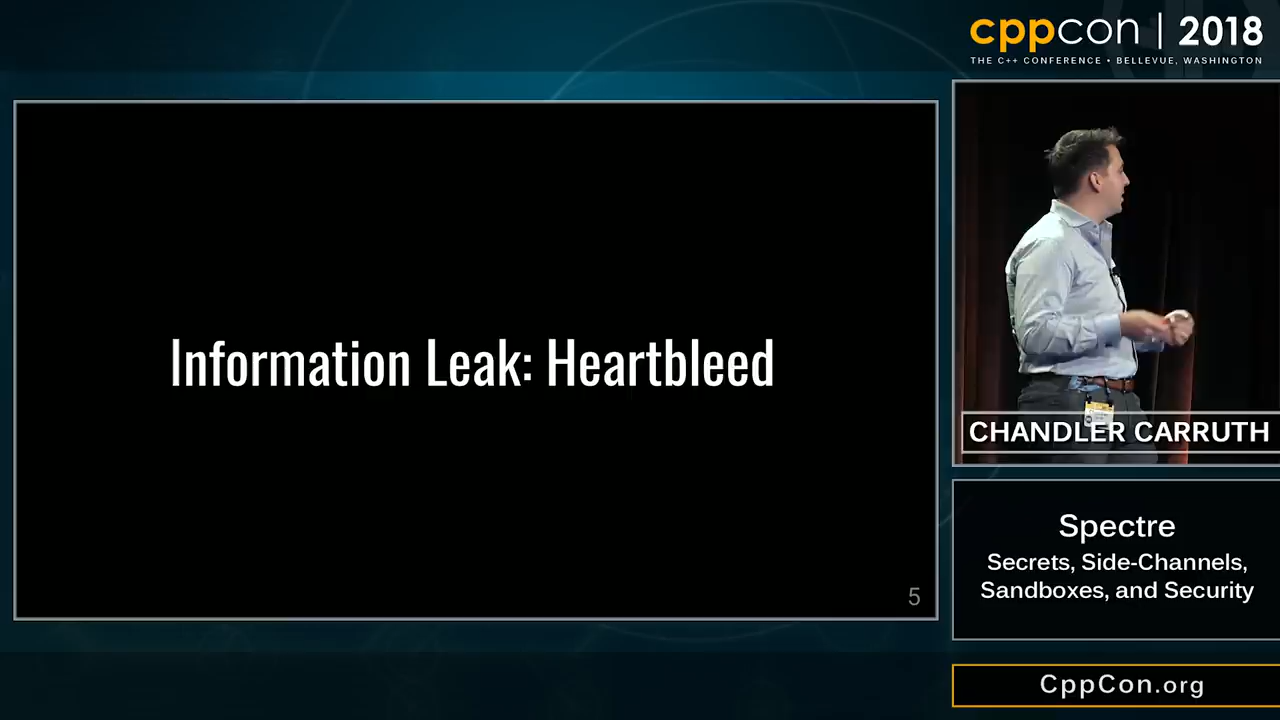 cppcon | 2018
THE C++ CONFERENCE • BELLEVUE, WASHINGTON
Information Leak: Heartbleed
5
CHANDLER CARRUTH
Spectre
Secrets, Side-Channels,
Sandboxes, and Security
CppCon.org